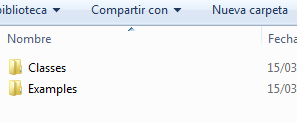 Compartir con Nueva carpeta
Nombre Fecha
Classes 15/03
Examples 15/03